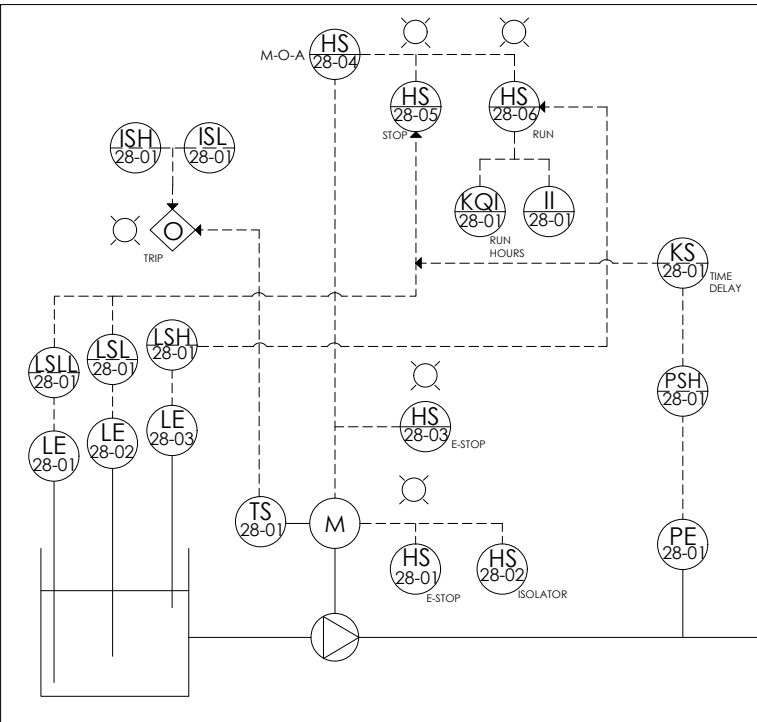 HS
28-04
M-O-A
HS
28-05
STOP
HS
28-06
RUN
ISH
28-01
ISL
28-01
O
TRIP
KQI
28-01
RUN
HOURS
II
28-01
KS
28-01
TIME
DELAY
LSLL
28-01
LSL
28-01
LSH
28-01
PSH
28-01
LE
28-01
LE
28-02
LE
28-03
HS
28-03
E-STOP
TS
28-01
M
HS
28-01
E-STOP
HS
28-02
ISOLATOR
PE
28-01